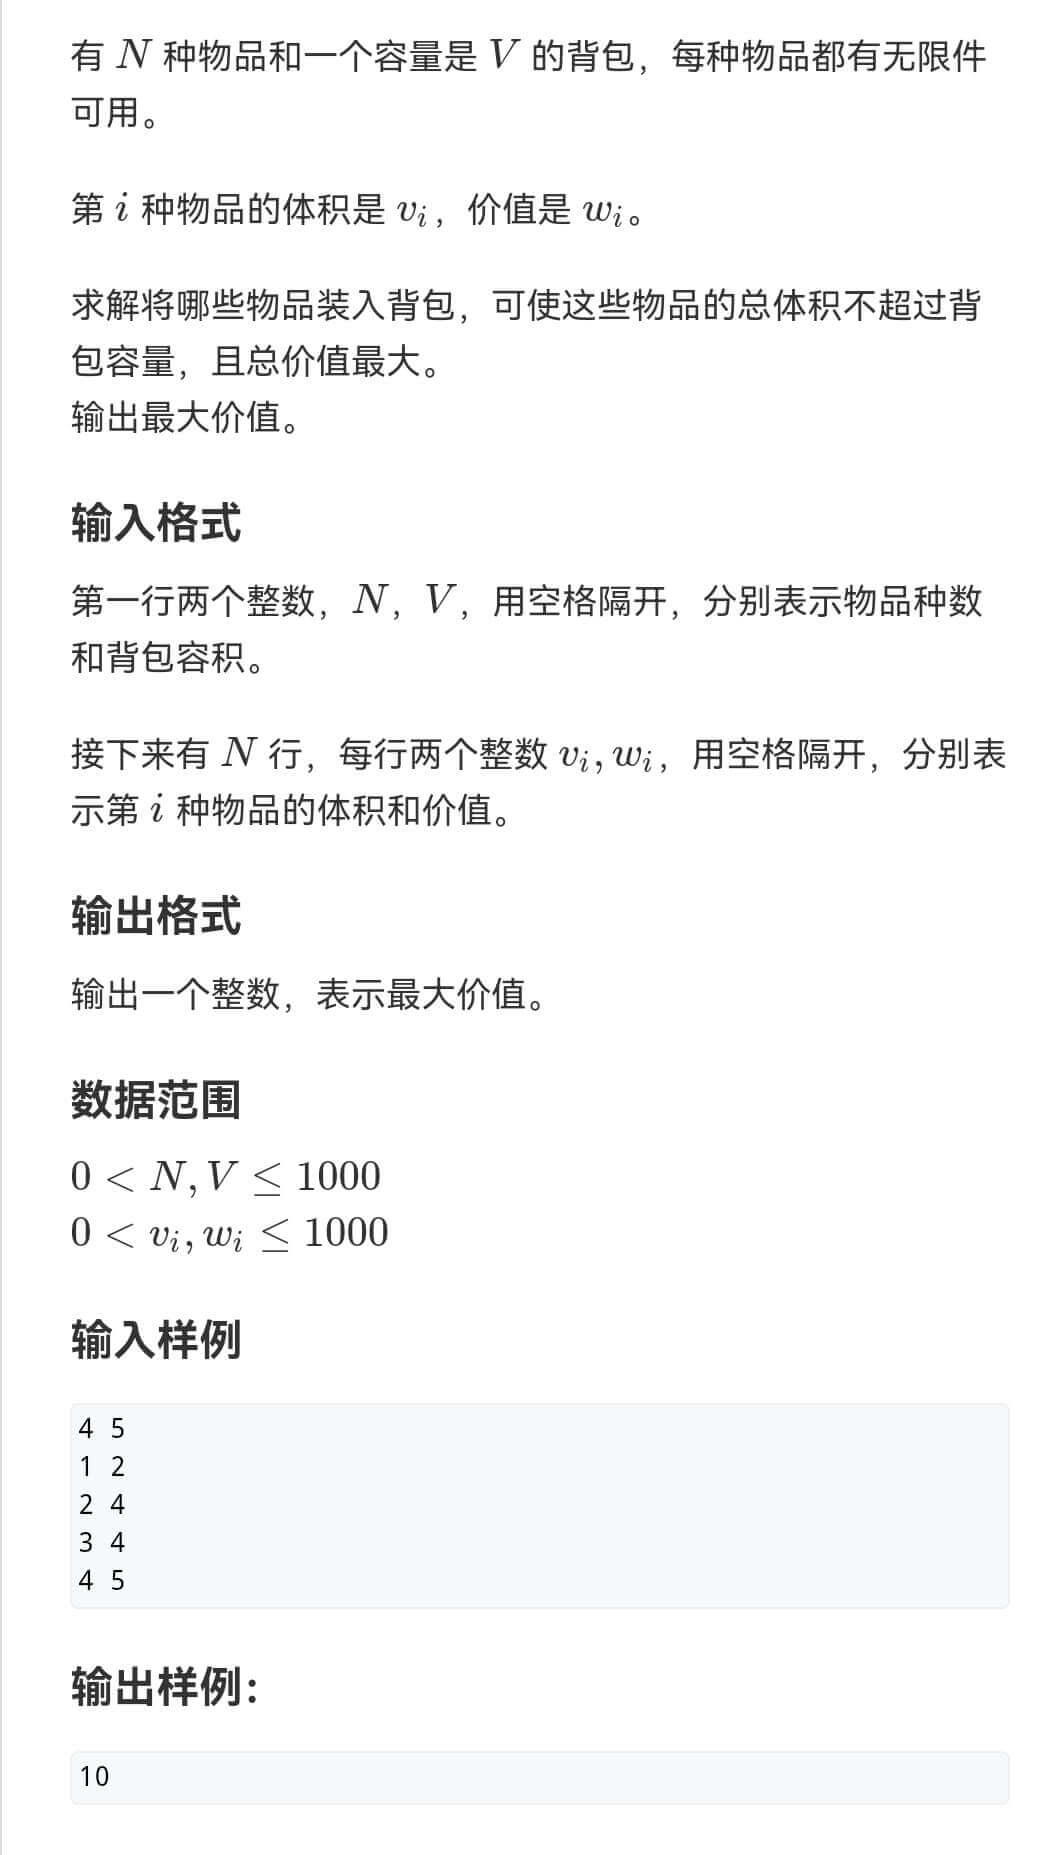 有 N 种物品和一个容量是 V 的背包，每种物品都有无限件
可用。
第 i 种物品的体积是 vᵢ，价值是 wᵢ。
求解将哪些物品装入背包，可使这些物品的总体积不超过背
包容量，且总价值最大。
输出最大价值。
输入格式
第一行两个整数，N，V，用空格隔开，分别表示物品种数
和背包容积。
接下来有 N 行，每行两个整数 vᵢ, wᵢ，用空格隔开，分别表
示第 i 种物品的体积和价值。
输出格式
输出一个整数，表示最大价值。
数据范围
0 < N, V ≤ 1000
0 < vᵢ, wᵢ ≤ 1000
输入样例
4 5
1 2
2 4
3 4
4 5
输出样例：
10